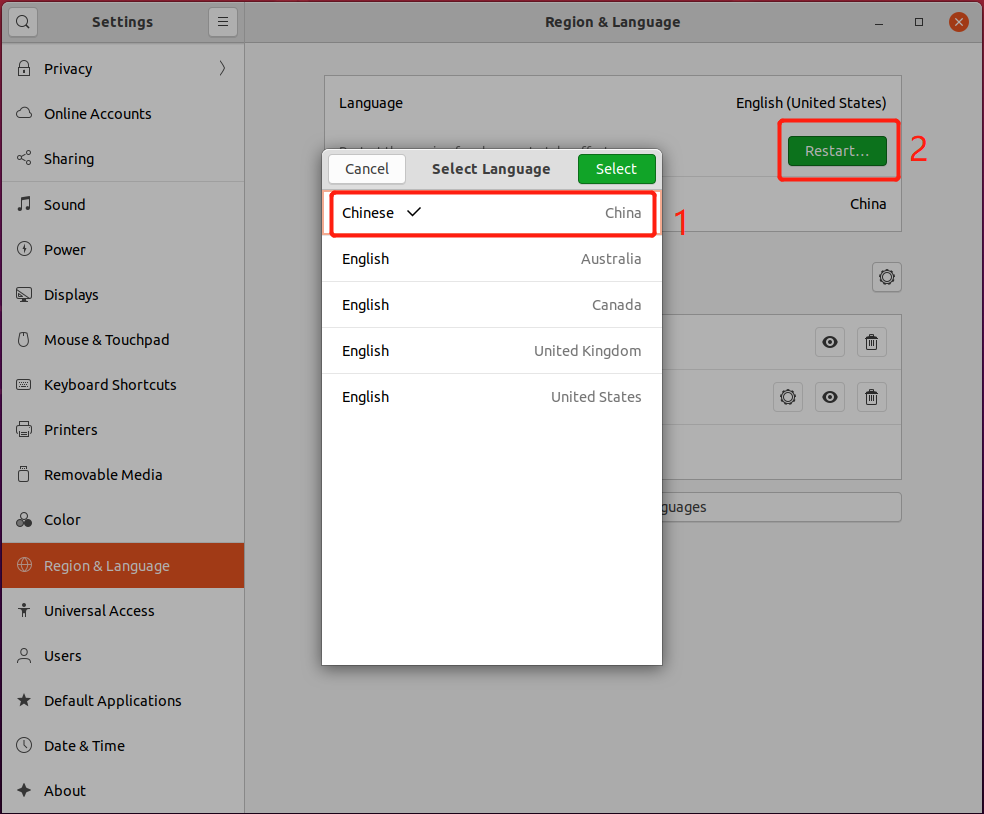 Settings
Region & Language
Privacy
Online Accounts
Sharing
Sound
Power
Displays
Mouse & Touchpad
Keyboard Shortcuts
Printers
Removable Media
Color
Region & Language
Universal Access
Users
Default Applications
Date & Time
About
Language English (United States)
Restart... 2
China
Cancel Select Language Select
Chinese China 1
English Australia
English Canada
English United Kingdom
English United States